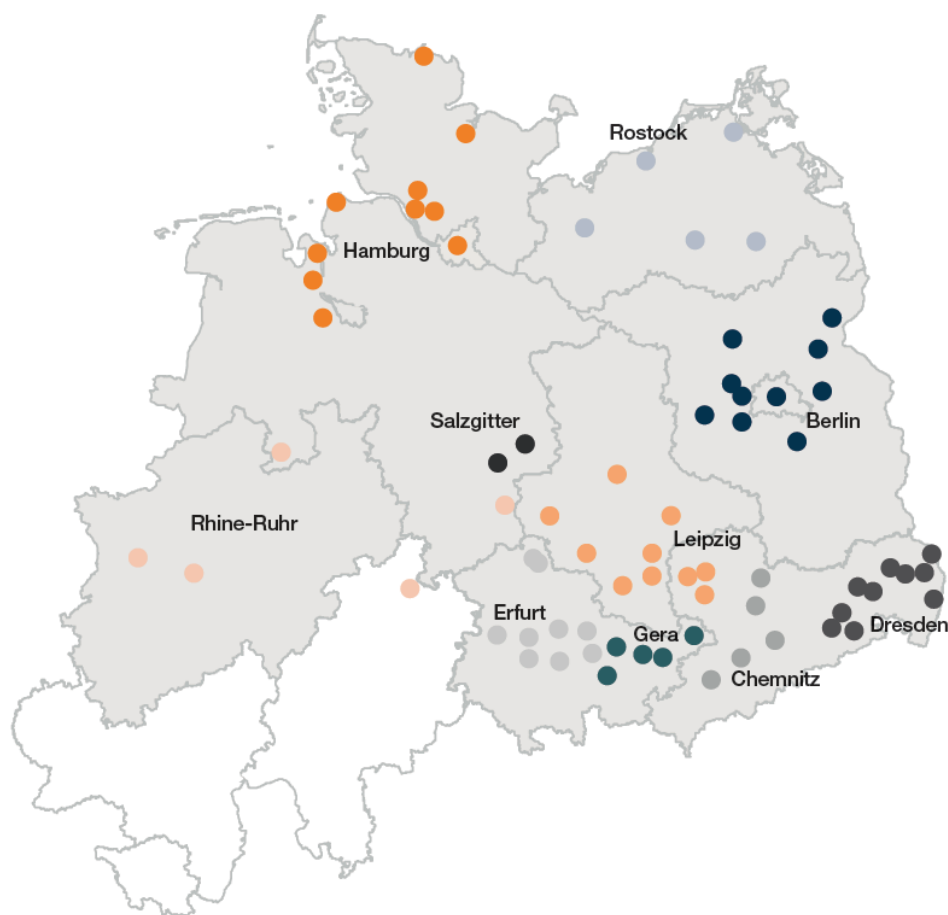 Rostock
Hamburg
Salzgitter
Berlin
Rhine-Ruhr
Leipzig
Erfurt
Gera
Dresden
Chemnitz